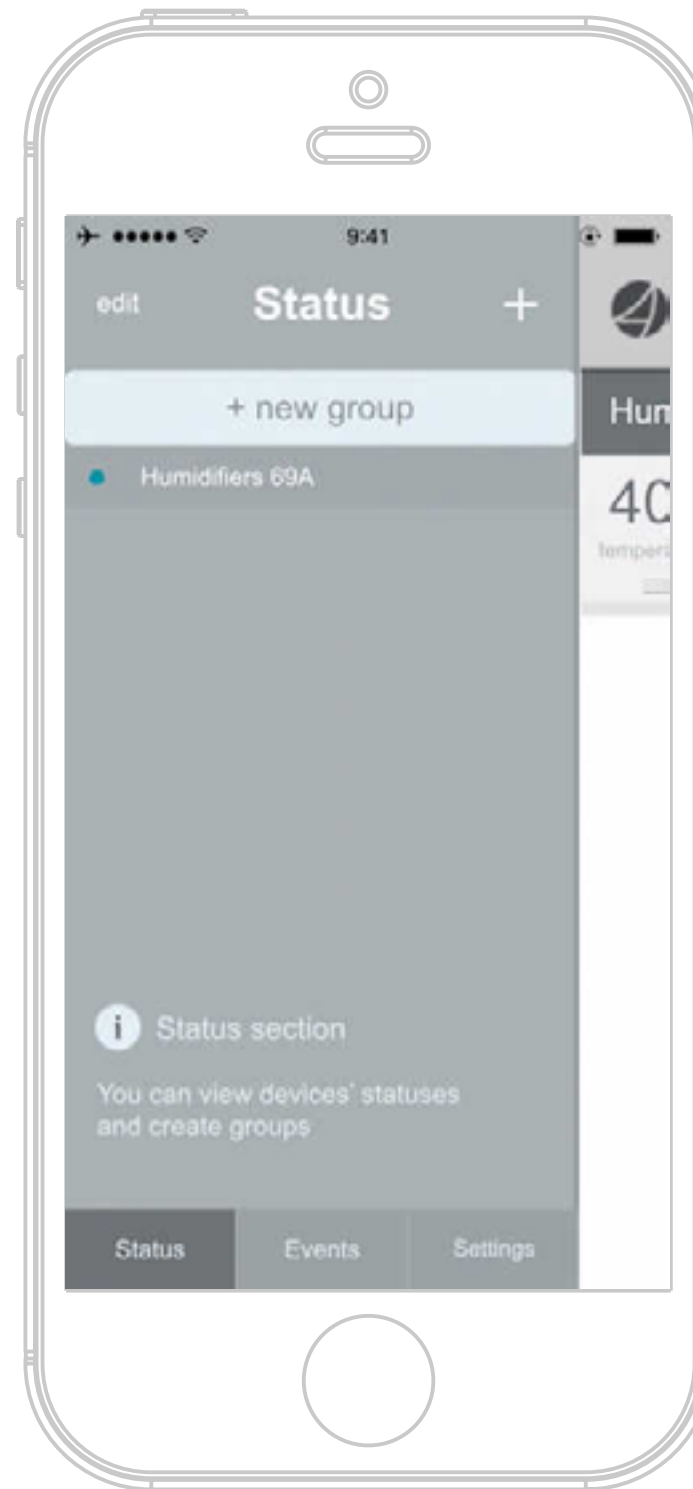 9:41
edit Status +
+ new group
Humidifiers 69A
Hum
40
tempera
i Status section
You can view devices' statuses
and create groups
Status Events Settings